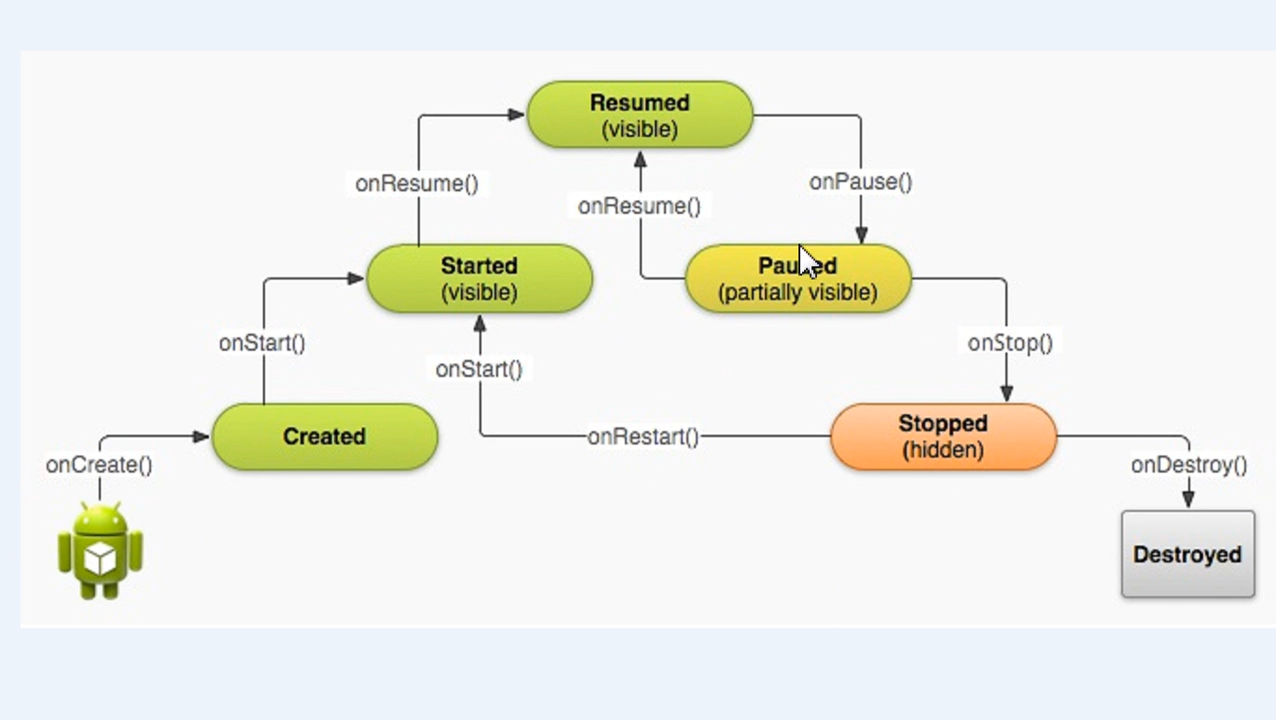 Resumed
(visible)
onResume()
onPause()
onResume()
Started
(visible)
Paused
(partially visible)
onStart()
onStart()
onStop()
Created
onRestart()
Stopped
(hidden)
onCreate()
onDestroy()
Destroyed